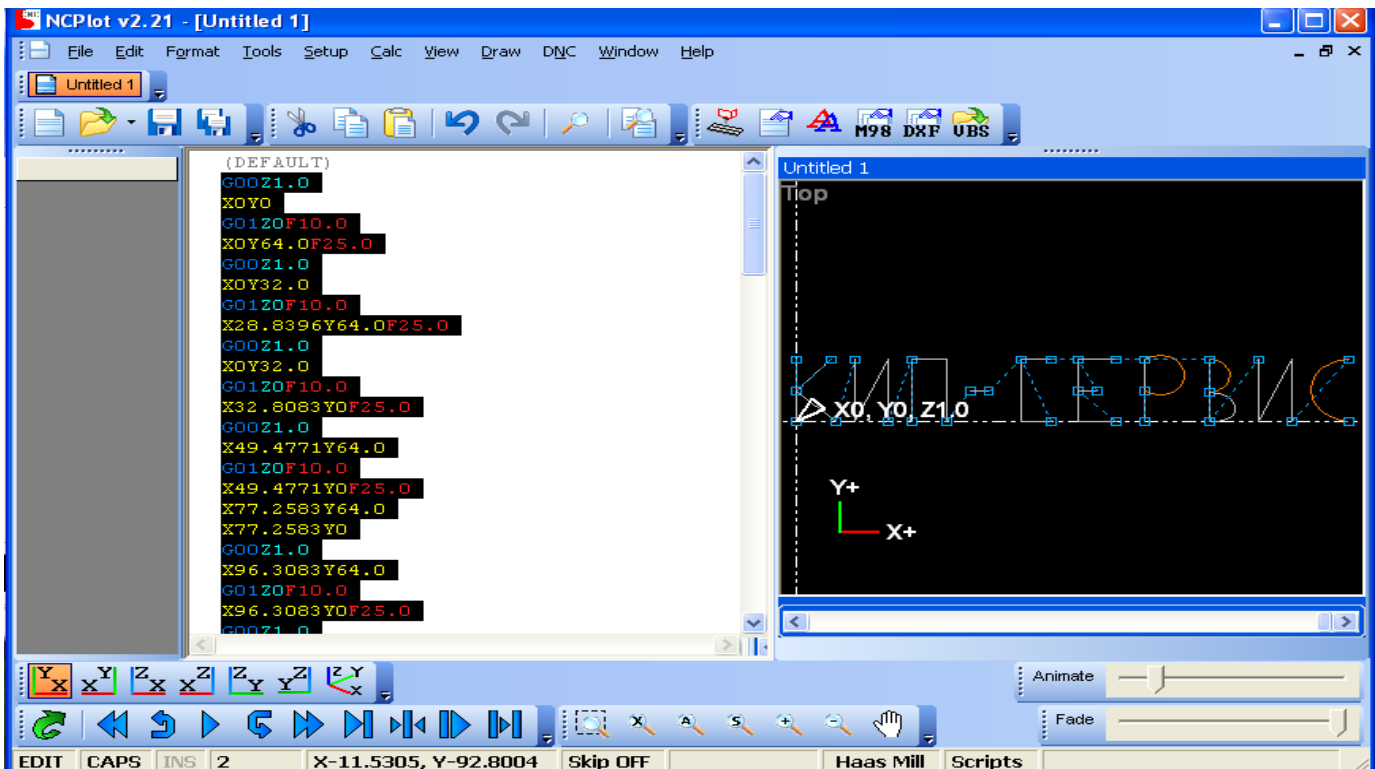 NCPlot v2.21 - [Untitled 1]
File Edit Format Tools Setup Calc View Draw DNC Window Help
Untitled 1
M98 DXF VBS
(DEFAULT)
G00Z1.0
X0Y0
G01Z0F10.0
X0Y64.0F25.0
G00Z1.0
X0Y32.0
G01Z0F10.0
X28.8396Y64.0F25.0
G00Z1.0
X0Y32.0
G01Z0F10.0
X32.8083Y0F25.0
G00Z1.0
X49.4771Y64.0
G01Z0F10.0
X49.4771Y0F25.0
X77.2583Y64.0
X77.2583Y0
G00Z1.0
X96.3083Y64.0
G01Z0F10.0
X96.3083Y0F25.0
G00Z1.0
Untitled 1
Top
КИП-СЕРВИС
X0, Y0, Z1.0
Y+
X+
Y X X Y Z X X Z Z Y Y Z Z Y X
Animate
X A S + -
Fade
EDIT CAPS INS 2 X-11.5305, Y-92.8004 Skip OFF Haas Mill Scripts